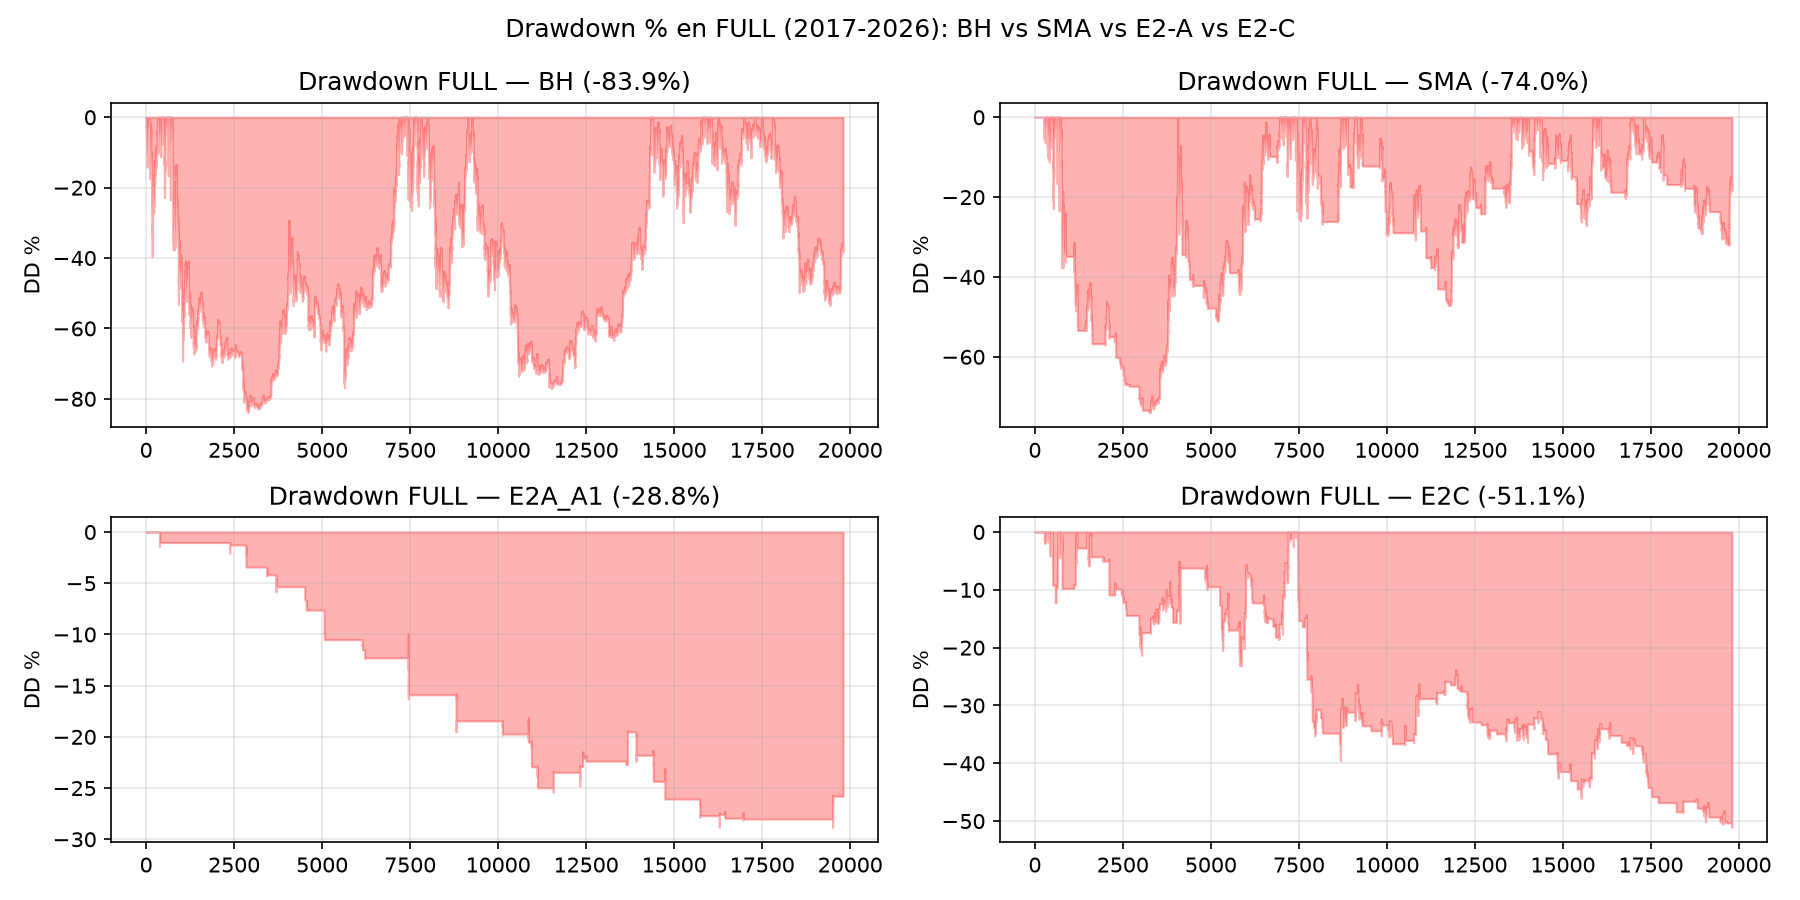 Drawdown % en FULL (2017-2026): BH vs SMA vs E2-A vs E2-C
Drawdown FULL — BH (-83.9%)
DD %
0
−20
−40
−60
−80
0 2500 5000 7500 10000 12500 15000 17500 20000
Drawdown FULL — SMA (-74.0%)
DD %
0
−20
−40
−60
0 2500 5000 7500 10000 12500 15000 17500 20000
Drawdown FULL — E2A_A1 (-28.8%)
DD %
0
−5
−10
−15
−20
−25
−30
0 2500 5000 7500 10000 12500 15000 17500 20000
Drawdown FULL — E2C (-51.1%)
DD %
0
−10
−20
−30
−40
−50
0 2500 5000 7500 10000 12500 15000 17500 20000